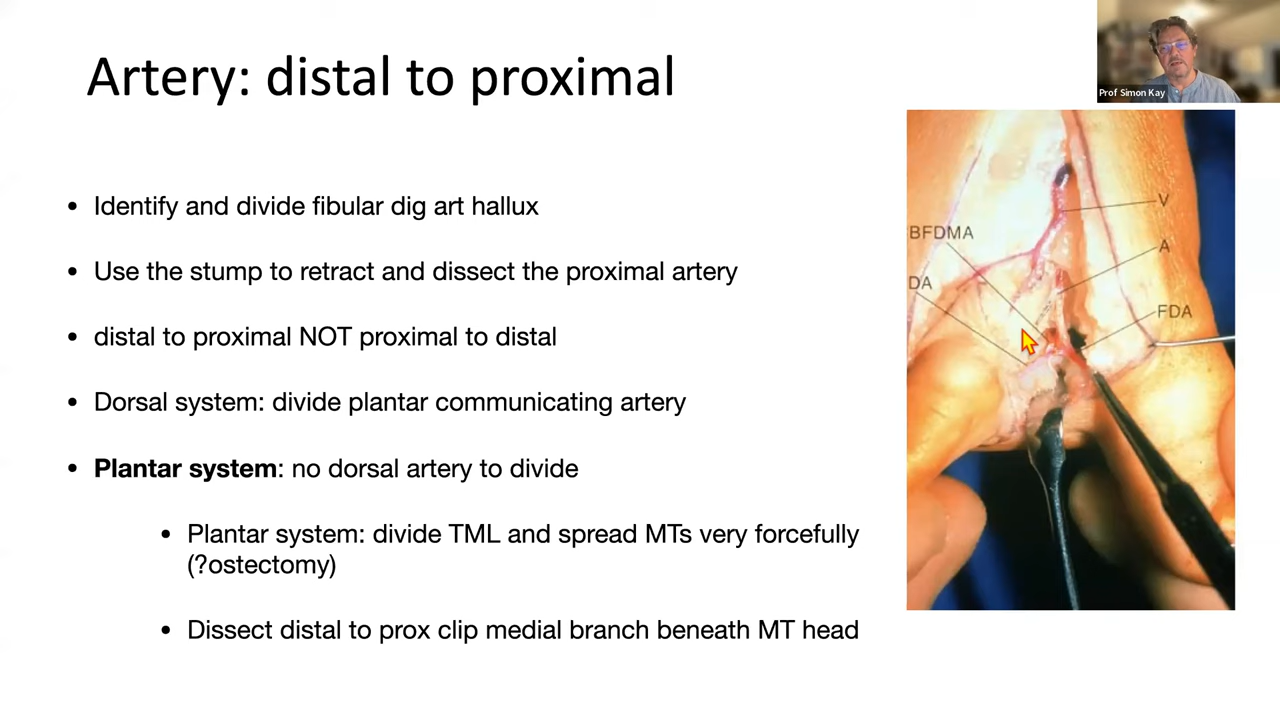 Artery: distal to proximal
Prof Simon Kay
• Identify and divide fibular dig art hallux
• Use the stump to retract and dissect the proximal artery
• distal to proximal NOT proximal to distal
• Dorsal system: divide plantar communicating artery
• Plantar system: no dorsal artery to divide
• Plantar system: divide TML and spread MTs very forcefully
(?ostectomy)
• Dissect distal to prox clip medial branch beneath MT head
V
BFDMA
A
DA
FDA